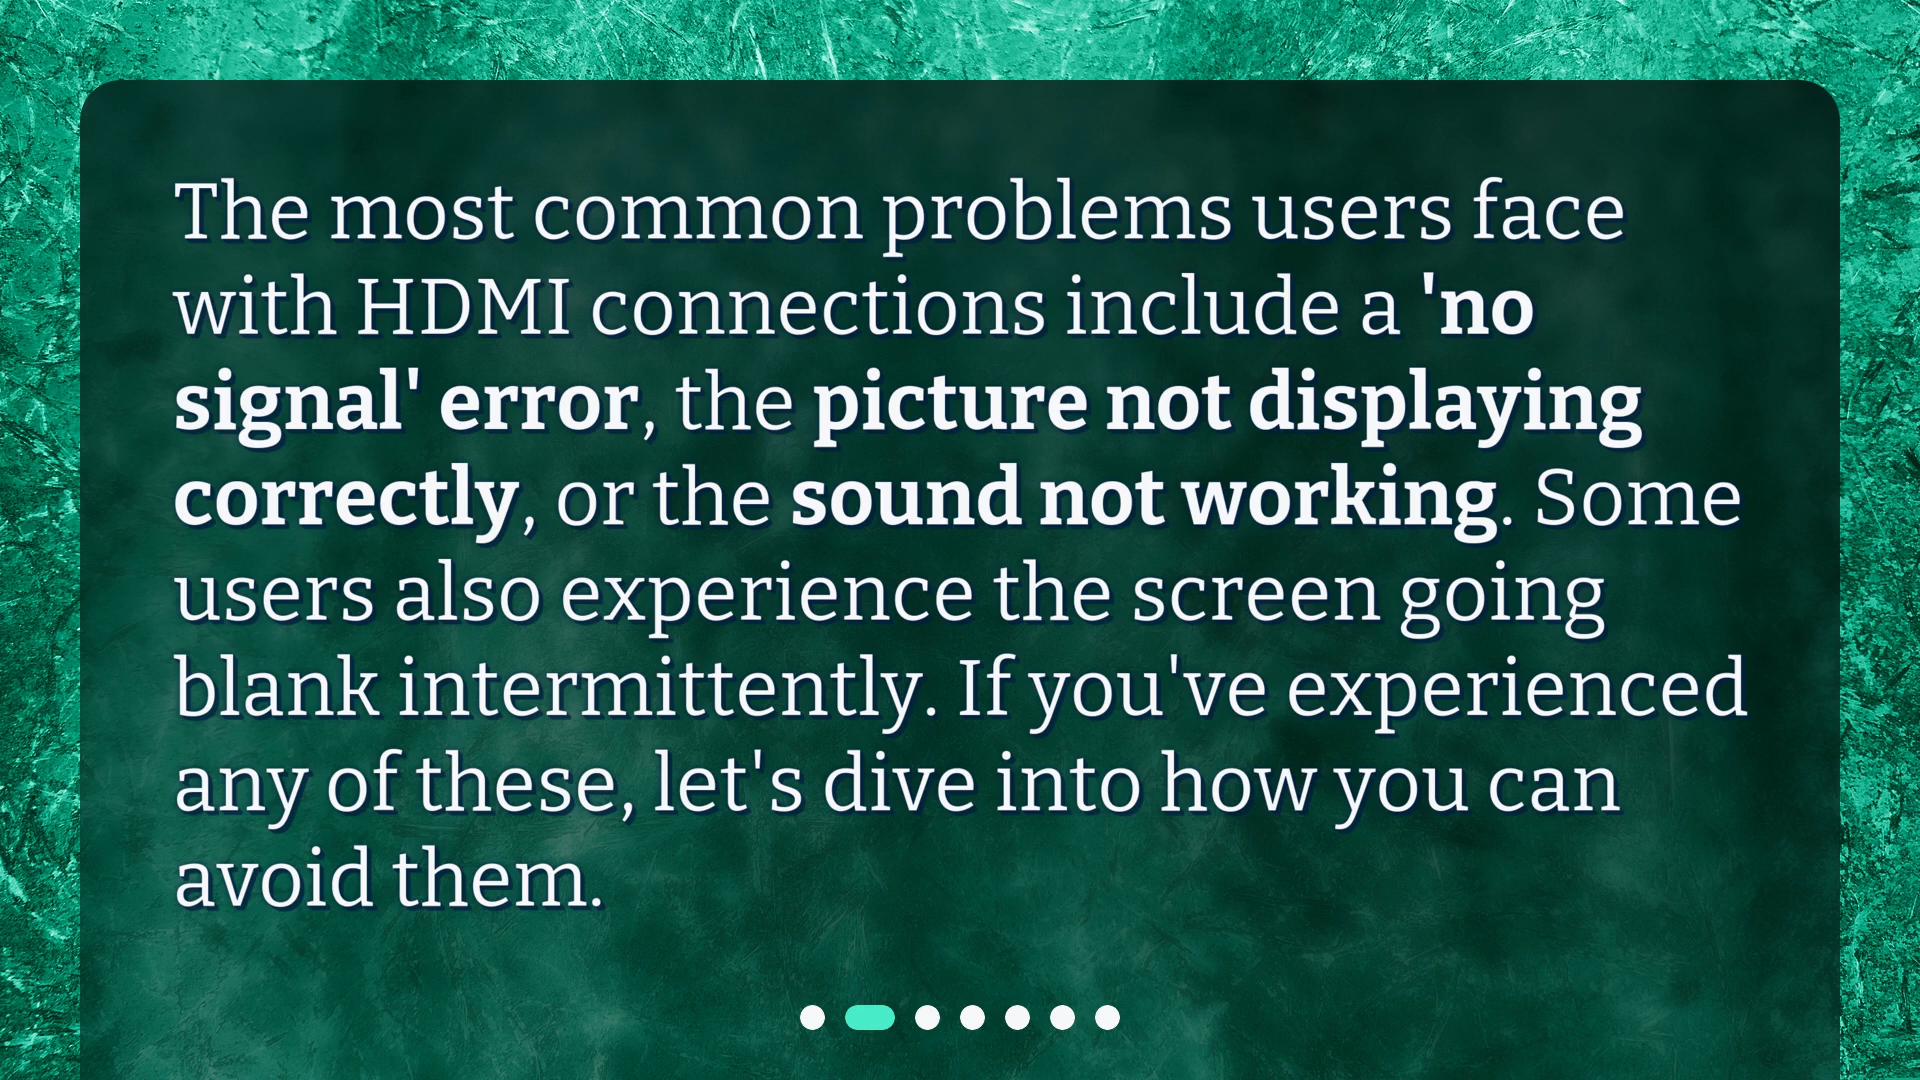 The most common problems users face
with HDMI connections include a 'no
signal' error, the picture not displaying
correctly, or the sound not working. Some
users also experience the screen going
blank intermittently. If you've experienced
any of these, let's dive into how you can
avoid them.